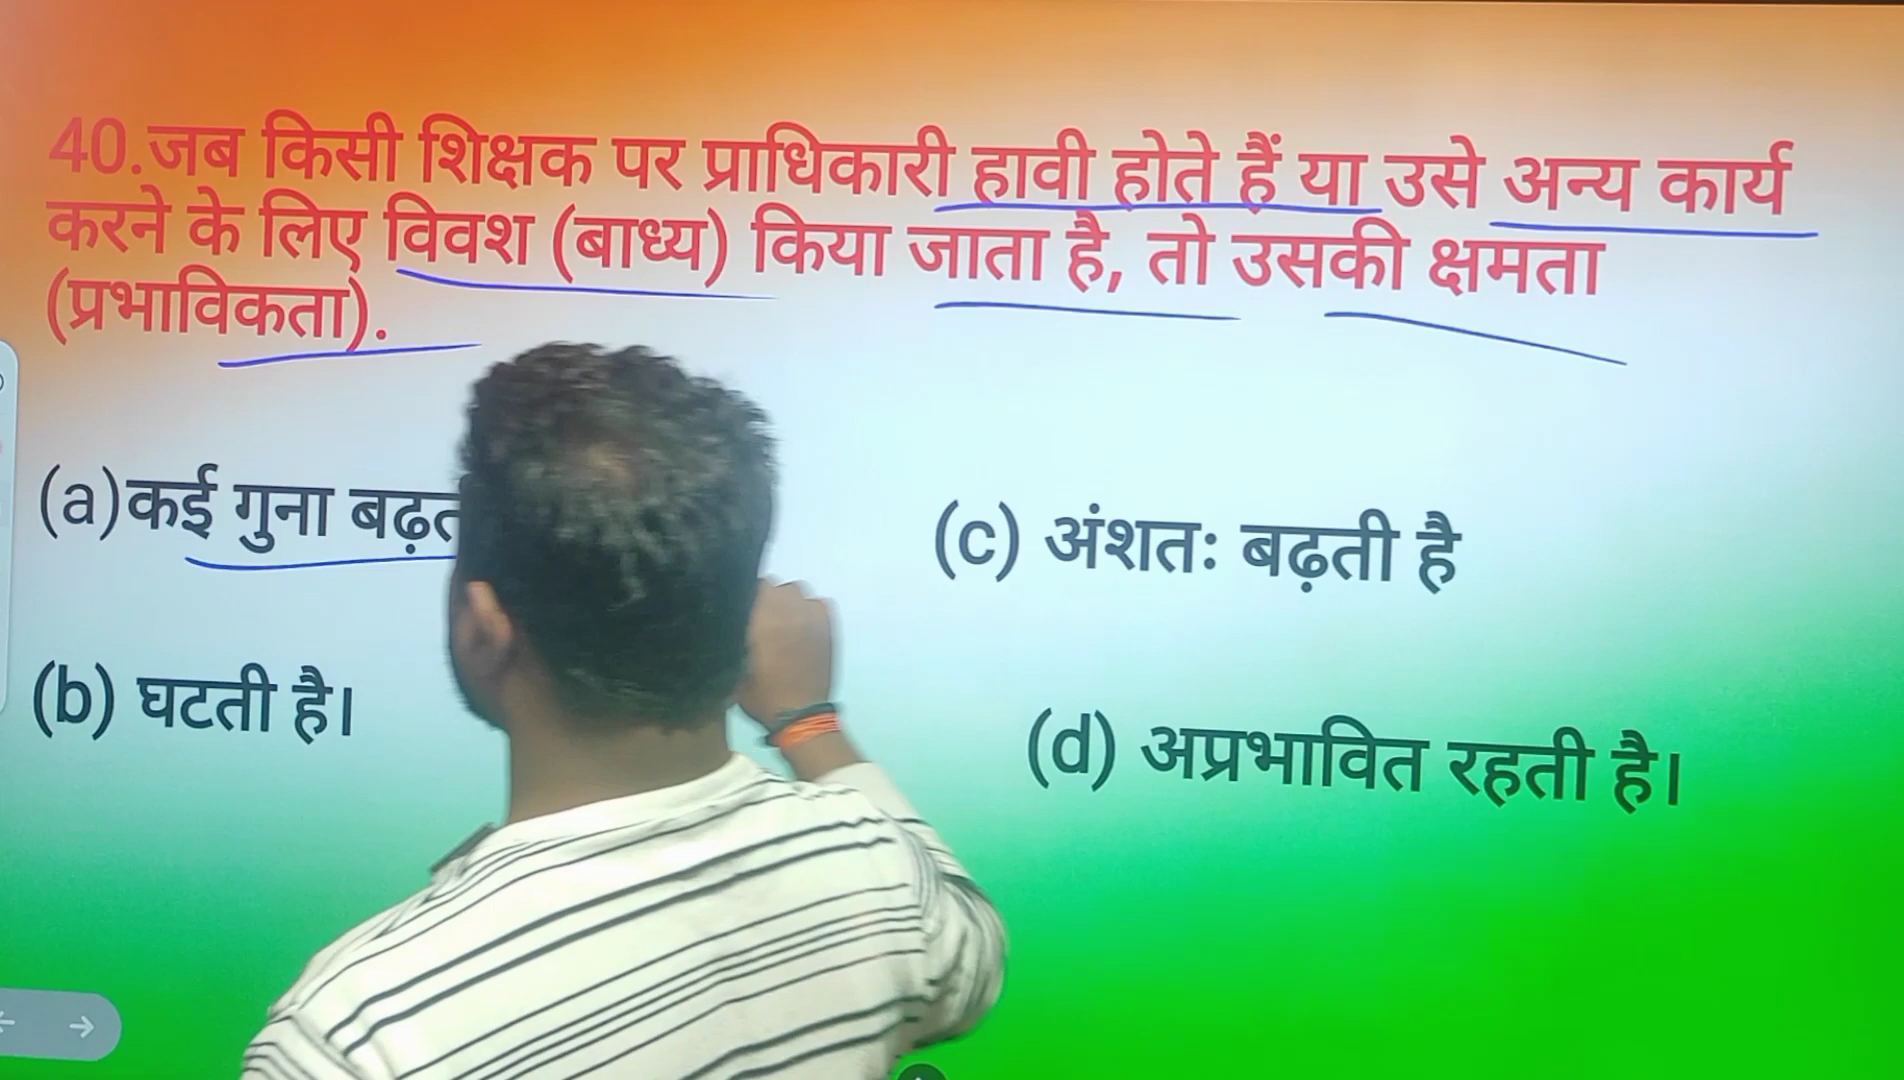 40.जब किसी शिक्षक पर प्राधिकारी हावी होते हैं या उसे अन्य कार्य
करने के लिए विवश (बाध्य) किया जाता है, तो उसकी क्षमता
(प्रभाविकता).
(a)कई गुना
(c) अंशतः बढ़ती है
(b) घटती है।
(d) अप्रभावित रहती है।